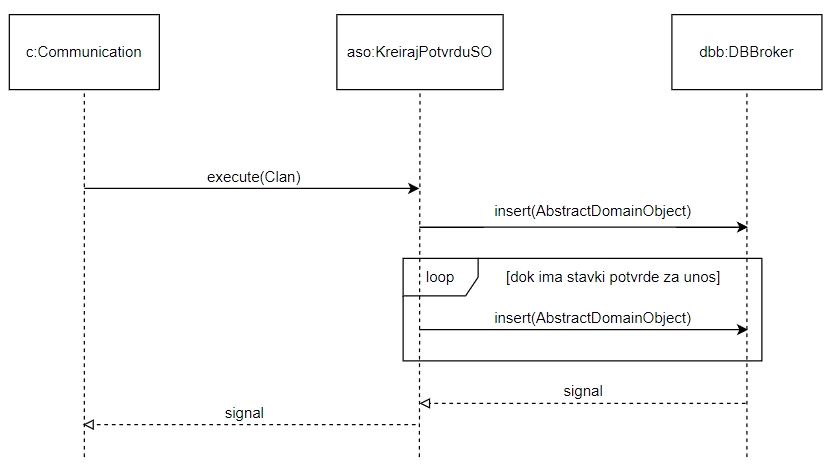 c:Communication
aso:KreirajPotvrduSO
dbb:DBBroker
execute(Clan)
insert(AbstractDomainObject)
loop
[dok ima stavki potvrde za unos]
insert(AbstractDomainObject)
signal
signal